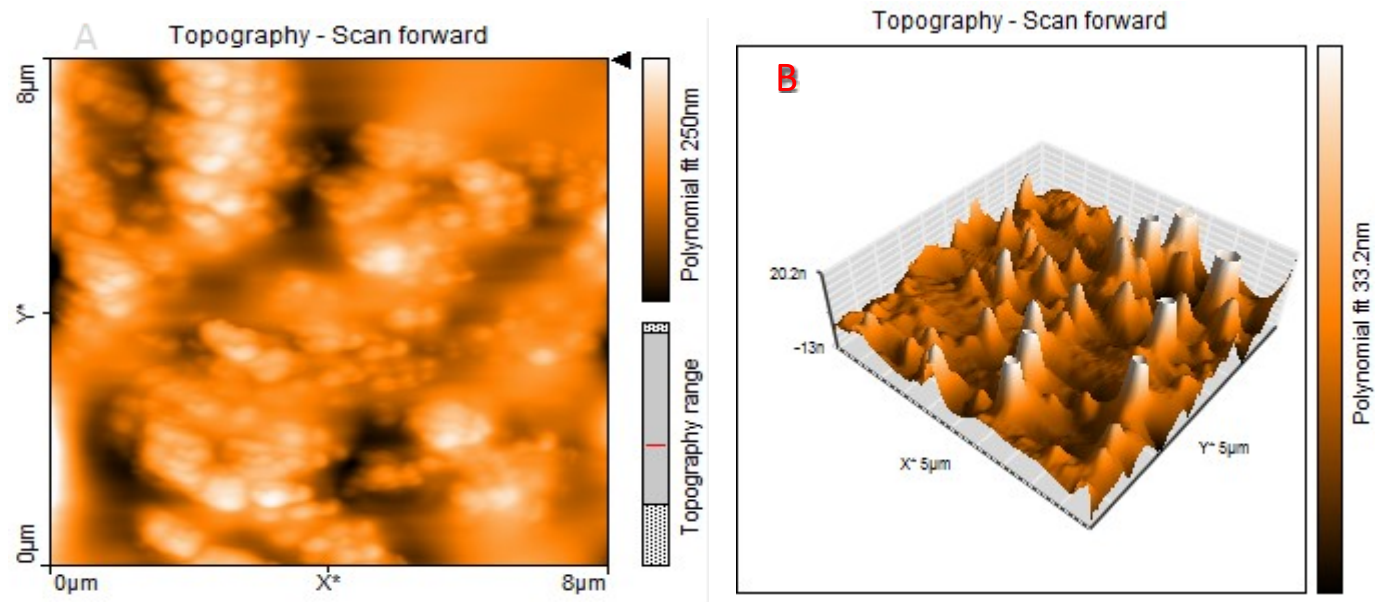 A
Topography - Scan forward
8µm
Y*
0µm
0µm
X*
8µm
Polynomial fit 250nm
Topography range
Topography - Scan forward
B
20.2n
-13n
X* 5µm
Y* 5µm
Polynomial fit 33.2nm